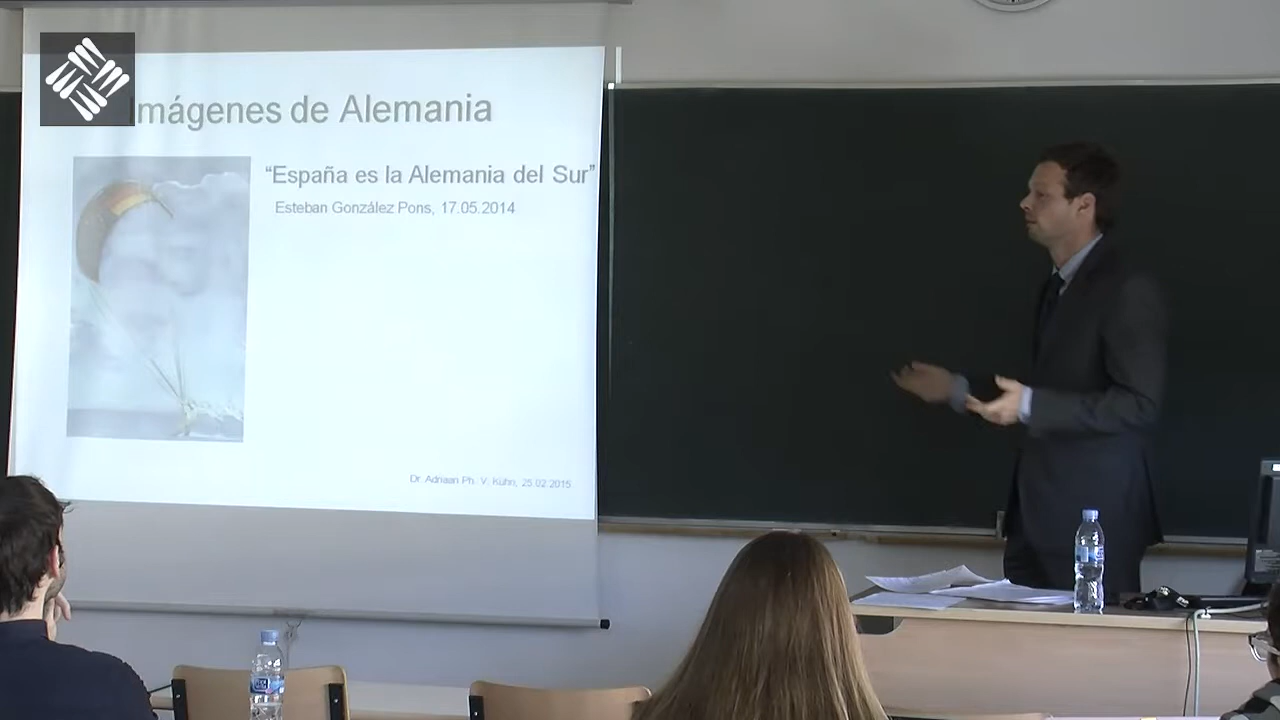 Imágenes de Alemania
“España es la Alemania del Sur”
Esteban González Pons, 17.05.2014
Dr. Adriaan Ph. V. Kühn, 25.02.2015